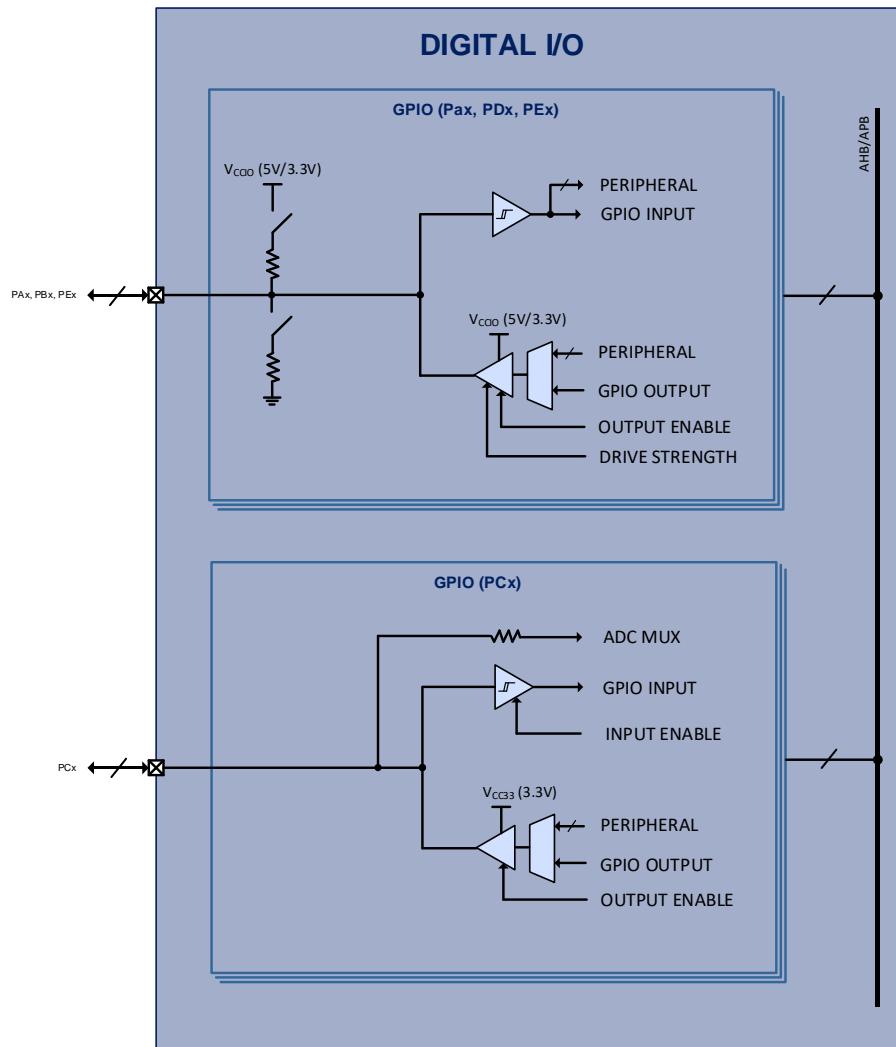 DIGITAL I/O
GPIO (Pax, PDx, PEx)
AHB/APB
VCCIO (5V/3.3V)
PERIPHERAL
GPIO INPUT
PAx, PBx, PEx
VCCIO (5V/3.3V)
PERIPHERAL
GPIO OUTPUT
OUTPUT ENABLE
DRIVE STRENGTH
GPIO (PCx)
ADC MUX
GPIO INPUT
INPUT ENABLE
PCx
VCC33 (3.3V)
PERIPHERAL
GPIO OUTPUT
OUTPUT ENABLE